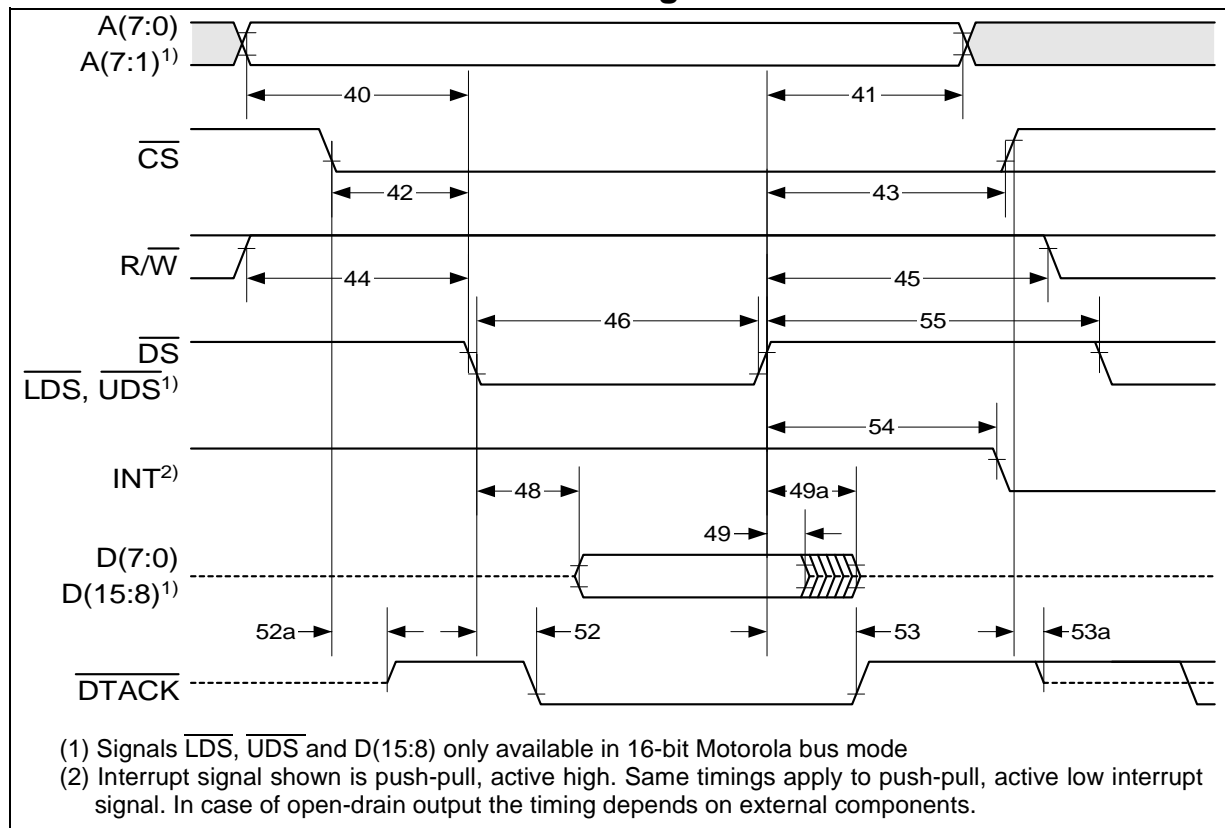 A(7:0)
A(7:1)1)
40
41
CS
42
43
R/W
44
45
46
55
DS
LDS, UDS1)
54
INT2)
48
49a
49
D(7:0)
D(15:8)1)
52a
52
53
53a
DTACK
(1) Signals LDS, UDS and D(15:8) only available in 16-bit Motorola bus mode
(2) Interrupt signal shown is push-pull, active high. Same timings apply to push-pull, active low interrupt
signal. In case of open-drain output the timing depends on external components.